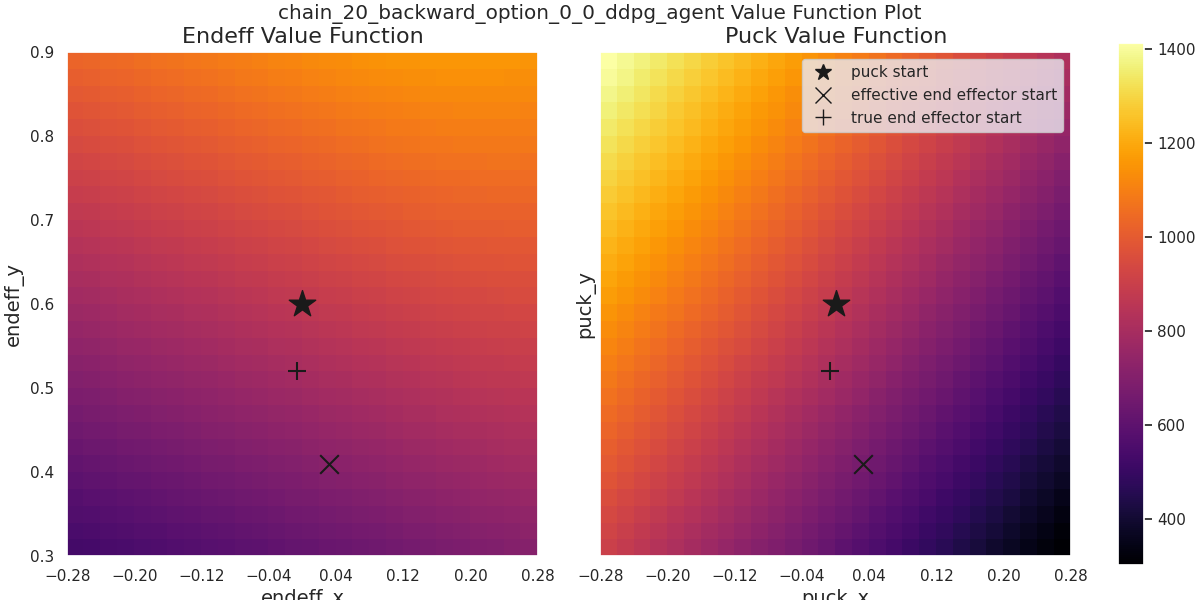 chain_20_backward_option_0_0_ddpg_agent Value Function Plot
Endeff Value Function
Puck Value Function
0.9
0.8
0.7
0.6
0.5
0.4
0.3
endeff_y
−0.28 −0.20 −0.12 −0.04 0.04 0.12 0.20 0.28
endeff_x
puck start
effective end effector start
true end effector start
puck_y
−0.28 −0.20 −0.12 −0.04 0.04 0.12 0.20 0.28
puck_x
1400
1200
1000
800
600
400